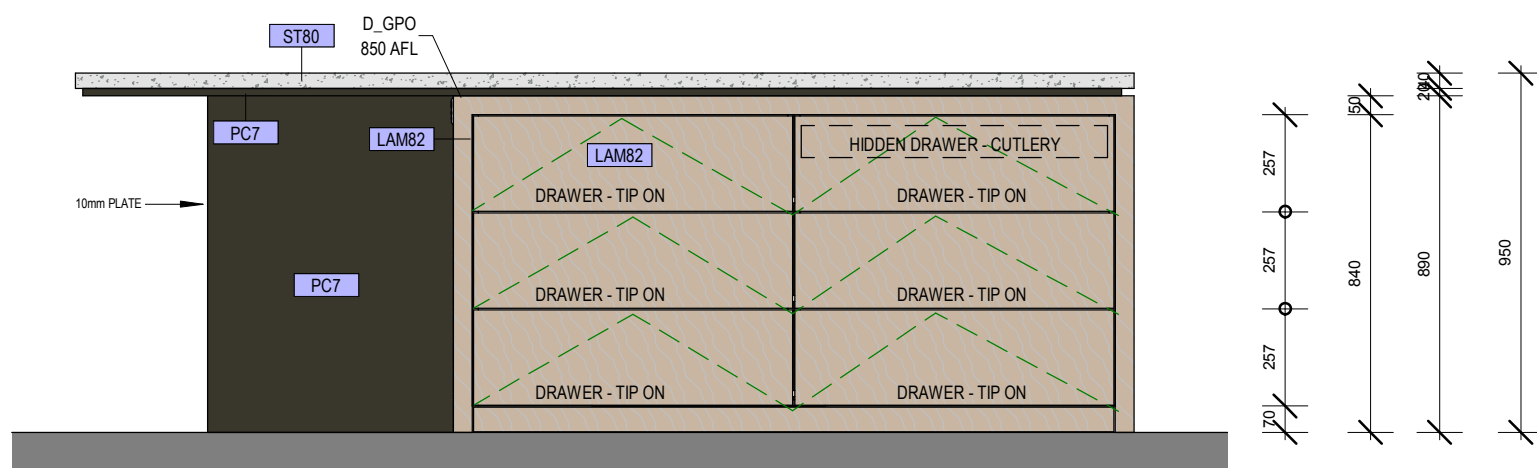 ST80
D_GPO
850 AFL
PC7
LAM82
LAM82
HIDDEN DRAWER - CUTLERY
DRAWER - TIP ON
DRAWER - TIP ON
10mm PLATE
PC7
DRAWER - TIP ON
DRAWER - TIP ON
DRAWER - TIP ON
DRAWER - TIP ON
257
257
257
70
50
840
40
20
890
950